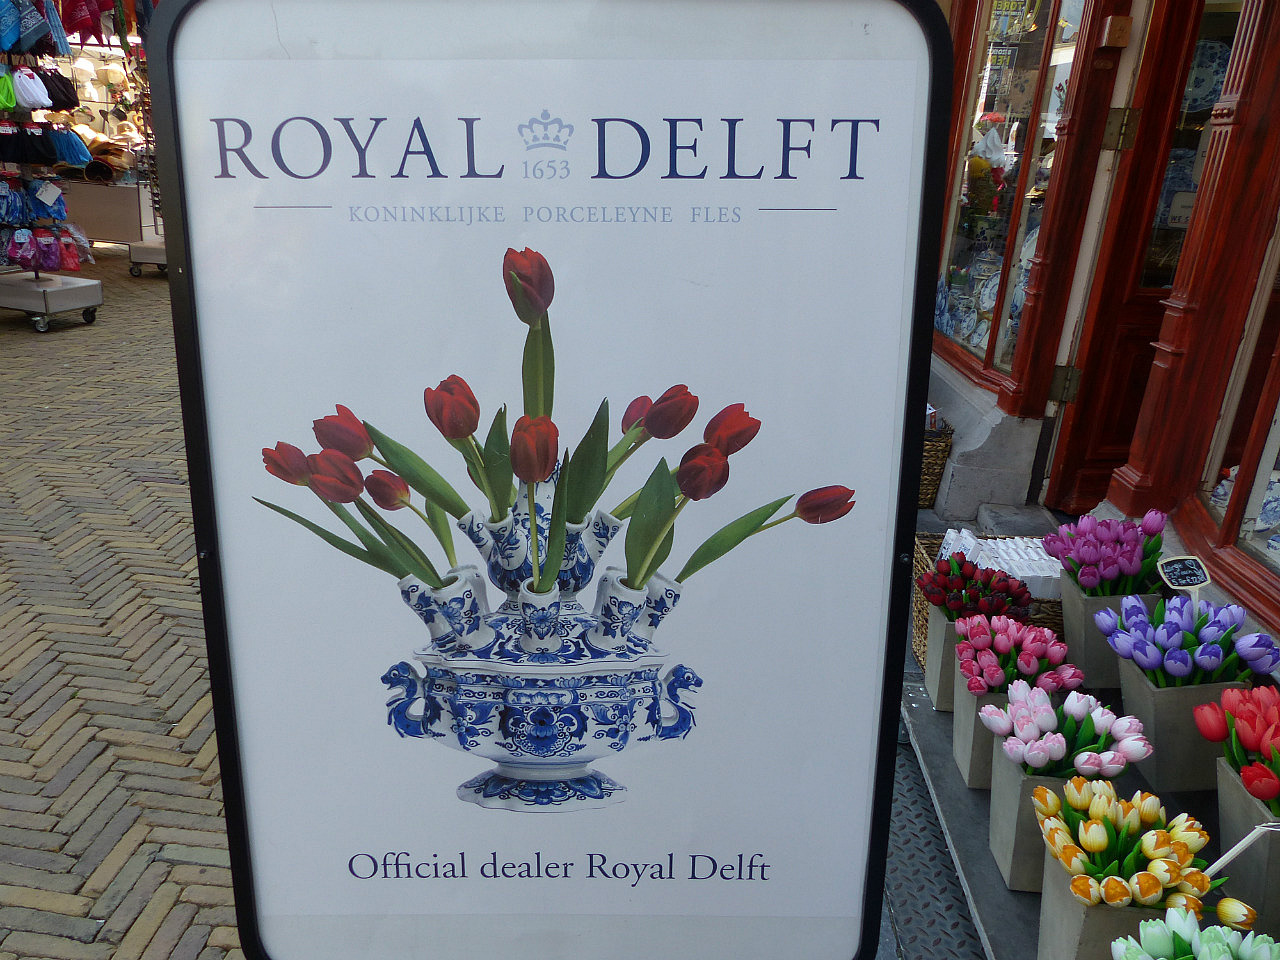 ROYAL 1653 DELFT
KONINKLIJKE PORCELEYNE FLES
Official dealer Royal Delft